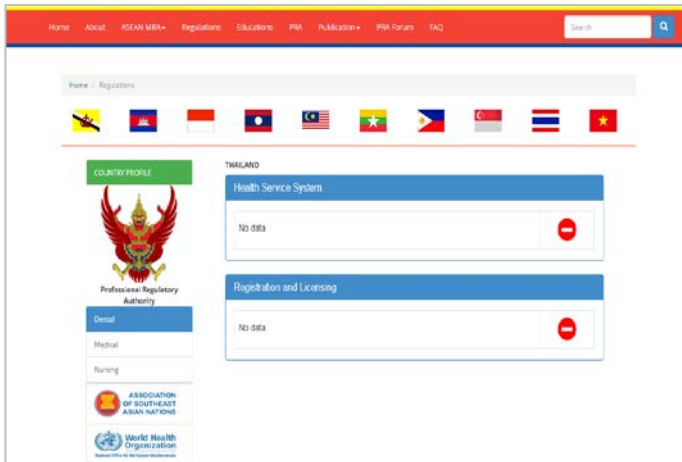 Home About ASEAN MRA Regulations Educations PRA Publication PRA Forum FAQ Search
Home / Regulations
COUNTRY PROFILE
Professional Regulatory
Authority
Dental
Medical
Nursing
ASSOCIATION
OF SOUTHEAST
ASIAN NATIONS
World Health
Organization
THAILAND
Health Service System
No data
Registration and Licensing
No data